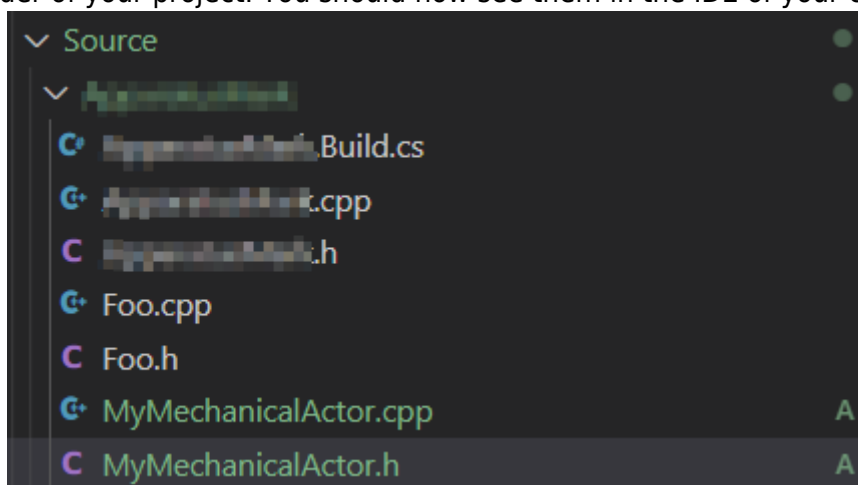 der of your project. You should now see them in the IDE of your c
Source
.Build.cs
.cpp
.h
Foo.cpp
Foo.h
MyMechanicalActor.cpp A
MyMechanicalActor.h A